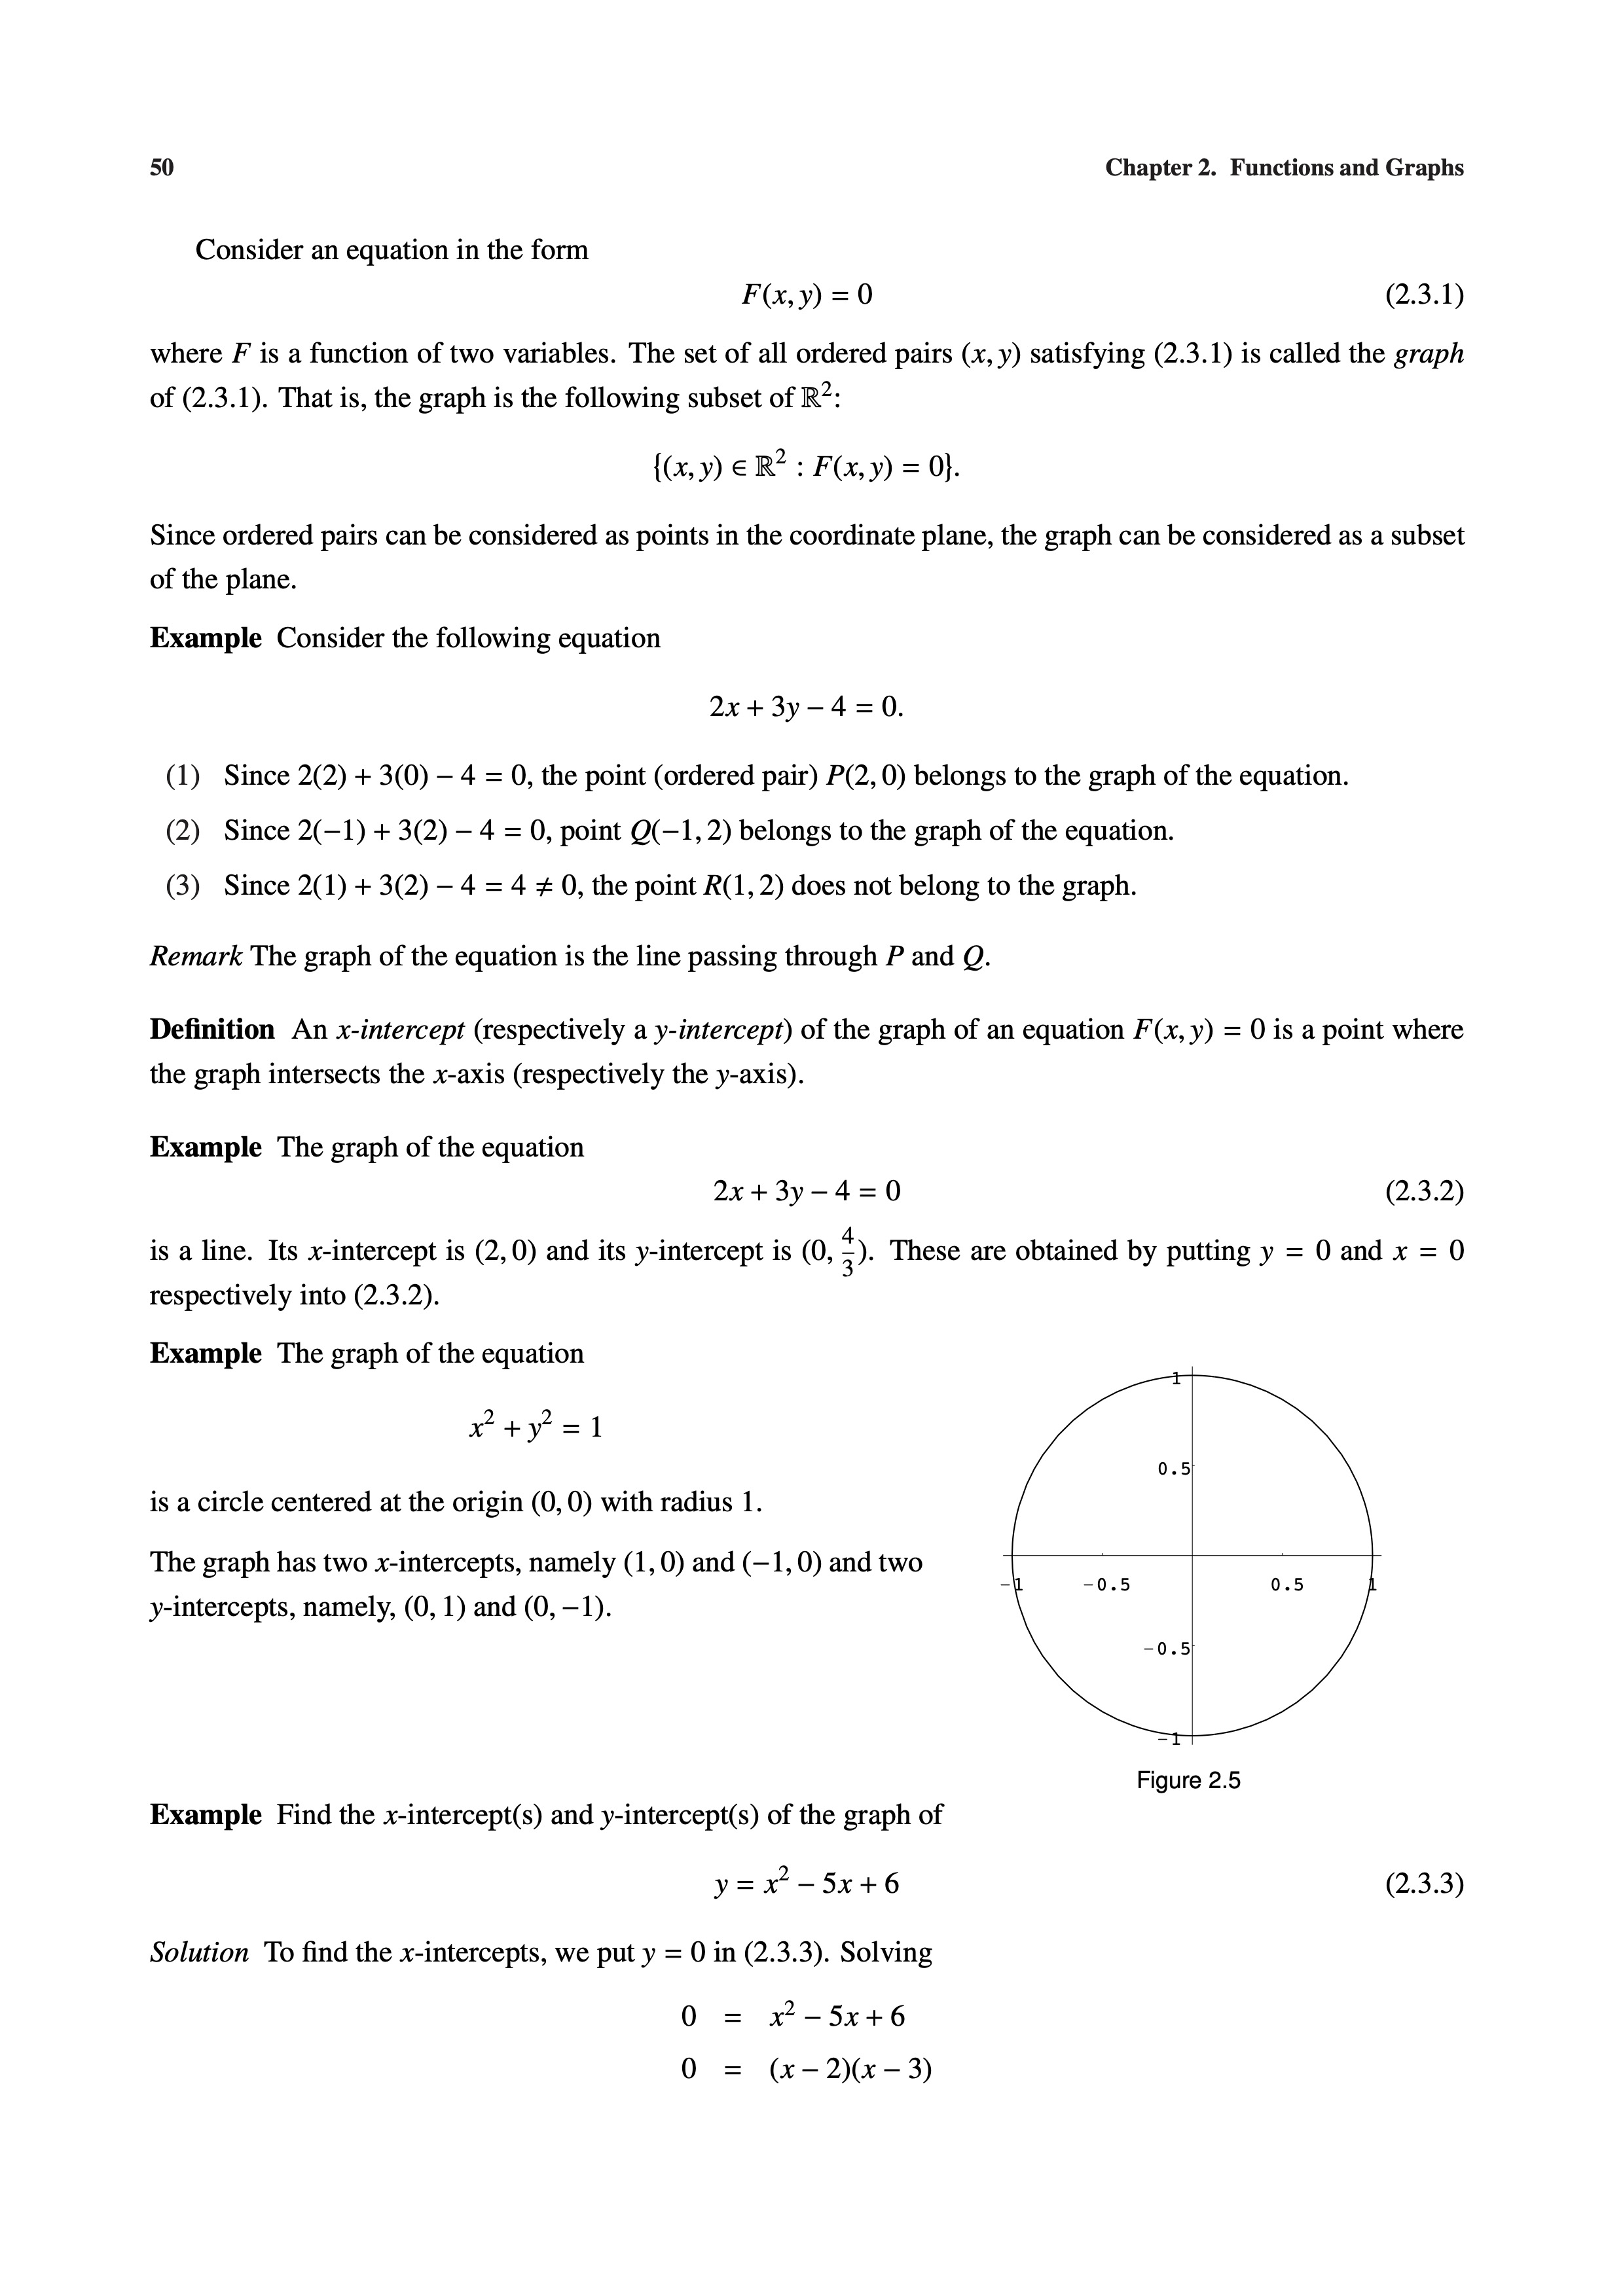 50 Chapter 2. Functions and Graphs
Consider an equation in the form
F(x, y) = 0 (2.3.1)
where F is a function of two variables. The set of all ordered pairs (x, y) satisfying (2.3.1) is called the graph
of (2.3.1). That is, the graph is the following subset of ℝ²:
{(x, y) ∈ ℝ² : F(x, y) = 0}.
Since ordered pairs can be considered as points in the coordinate plane, the graph can be considered as a subset
of the plane.
Example Consider the following equation
2x + 3y − 4 = 0.
(1) Since 2(2) + 3(0) − 4 = 0, the point (ordered pair) P(2, 0) belongs to the graph of the equation.
(2) Since 2(−1) + 3(2) − 4 = 0, point Q(−1, 2) belongs to the graph of the equation.
(3) Since 2(1) + 3(2) − 4 = 4 ≠ 0, the point R(1, 2) does not belong to the graph.
Remark The graph of the equation is the line passing through P and Q.
Definition An x-intercept (respectively a y-intercept) of the graph of an equation F(x, y) = 0 is a point where
the graph intersects the x-axis (respectively the y-axis).
Example The graph of the equation
2x + 3y − 4 = 0 (2.3.2)
is a line. Its x-intercept is (2, 0) and its y-intercept is (0, 4/3). These are obtained by putting y = 0 and x = 0
respectively into (2.3.2).
Example The graph of the equation
x² + y² = 1
is a circle centered at the origin (0, 0) with radius 1.
The graph has two x-intercepts, namely (1, 0) and (−1, 0) and two
y-intercepts, namely, (0, 1) and (0, −1).
1
0.5
−1 −0.5 0.5 1
−0.5
−1
Figure 2.5
Example Find the x-intercept(s) and y-intercept(s) of the graph of
y = x² − 5x + 6 (2.3.3)
Solution To find the x-intercepts, we put y = 0 in (2.3.3). Solving
0 = x² − 5x + 6
0 = (x − 2)(x − 3)